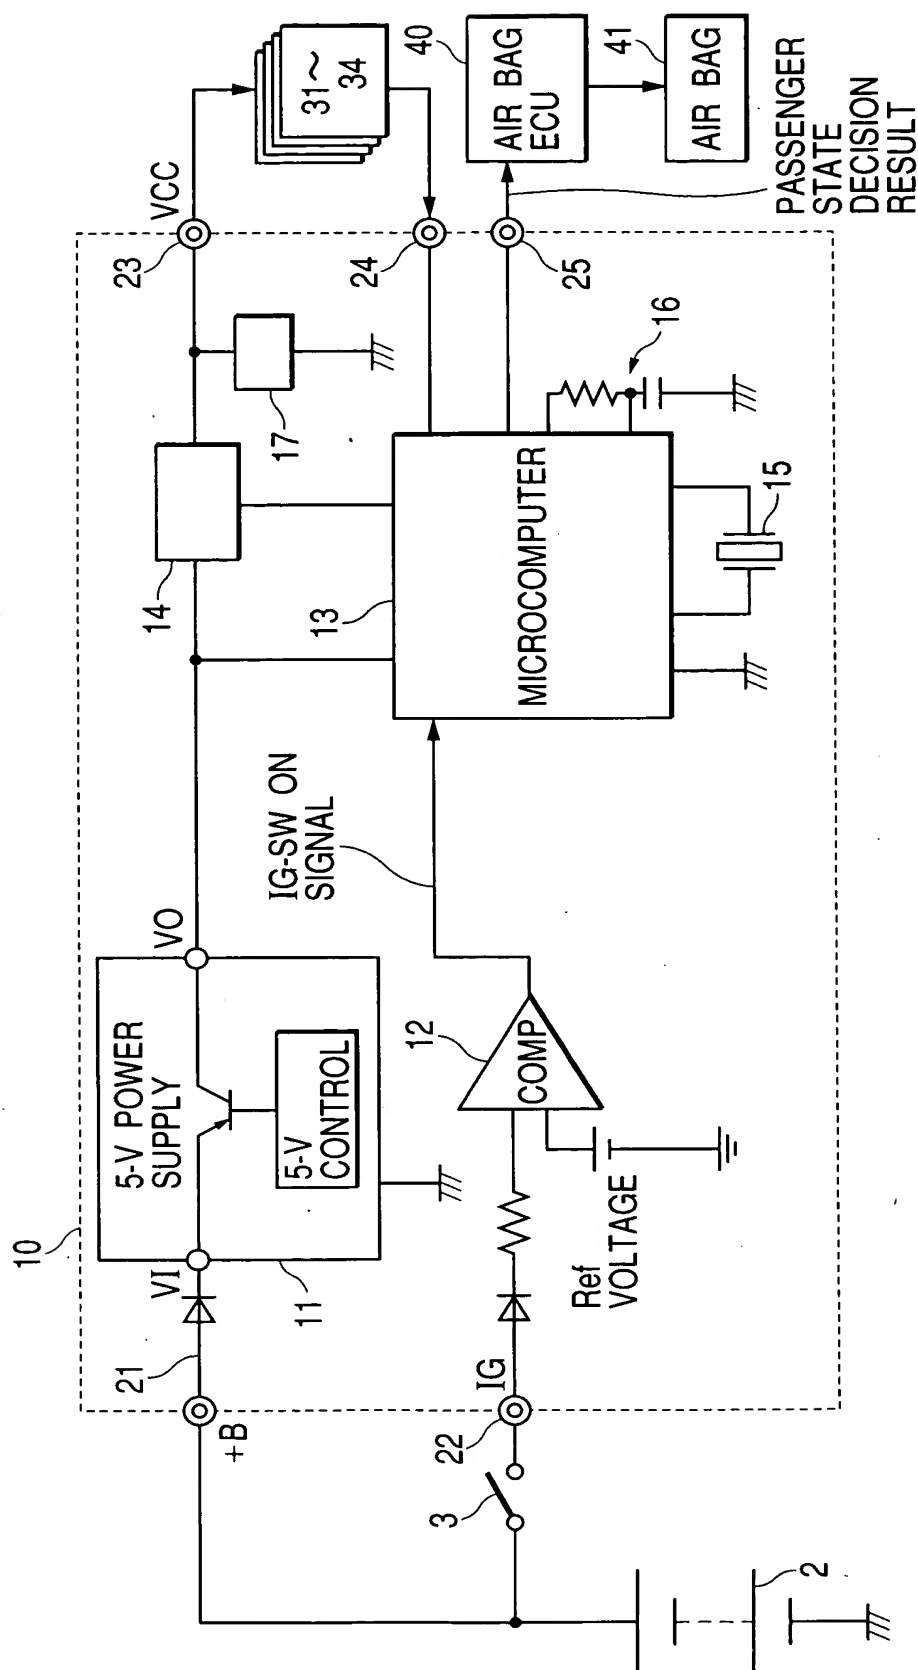 10
5-V POWER
SUPPLY
5-V
CONTROL
VI
VO
11
21
+B
14
17
VCC
23
31~
34
24
25
40
AIR BAG
ECU
41
AIR BAG
PASSENGER
STATE
DECISION
RESULT
IG-SW ON
SIGNAL
13
MICROCOMPUTER
16
15
12
COMP
Ref
VOLTAGE
IG
22
3
2